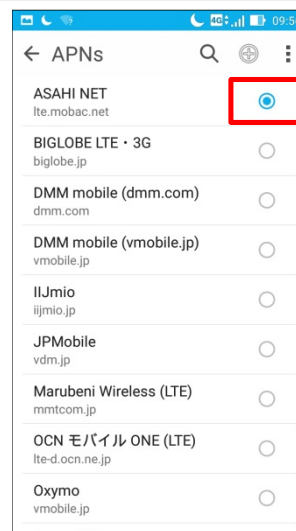 4G
09:50
APNs
ASAHI NET
lte.mobac.net
BIGLOBE LTE・3G
biglobe.jp
DMM mobile (dmm.com)
dmm.com
DMM mobile (vmobile.jp)
vmobile.jp
IIJmio
iijmio.jp
JPMobile
vdm.jp
Marubeni Wireless (LTE)
mmtcom.jp
OCN モバイル ONE (LTE)
lte-d.ocn.ne.jp
Oxymo
vmobile.jp